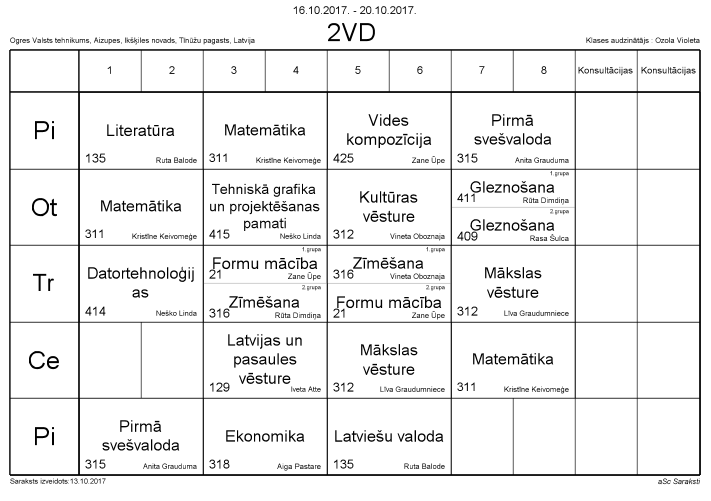 16.10.2017. - 20.10.2017.
Ogres Valsts tehnikums, Aizupes, Ikšķiles novads, Tīnūžu pagasts, Latvija
2VD
Klases audzinātājs : Ozola Violeta
1 2 3 4 5 6 7 8 Konsultācijas Konsultācijas
Pi
Literatūra
135 Ruta Balode
Matemātika
311 Kristīne Keivomeģe
Vides
kompozīcija
425 Zane Ūpe
Pirmā
svešvaloda
315 Anita Grauduma
Ot
Matemātika
311 Kristīne Keivomeģe
Tehniskā grafika
un projektēšanas
pamati
415 Neško Linda
Kultūras
vēsture
312 Vineta Oboznaja
1.grupa
Gleznošana
411 Rūta Dimdiņa
2.grupa
Gleznošana
409 Rasa Šulca
Tr
Datortehnoloģij
as
414 Neško Linda
1.grupa
Formu mācība
21 Zane Ūpe
2.grupa
Zīmēšana
316 Rūta Dimdiņa
1.grupa
Zīmēšana
316 Vineta Oboznaja
2.grupa
Formu mācība
21 Zane Ūpe
Mākslas
vēsture
312 Līva Graudumniece
Ce
Latvijas un
pasaules
vēsture
129 Iveta Atte
Mākslas
vēsture
312 Līva Graudumniece
Matemātika
311 Kristīne Keivomeģe
Pi
Pirmā
svešvaloda
315 Anita Grauduma
Ekonomika
318 Aiga Pastare
Latviešu valoda
135 Ruta Balode
Saraksts izveidots:13.10.2017
aSc Saraksti